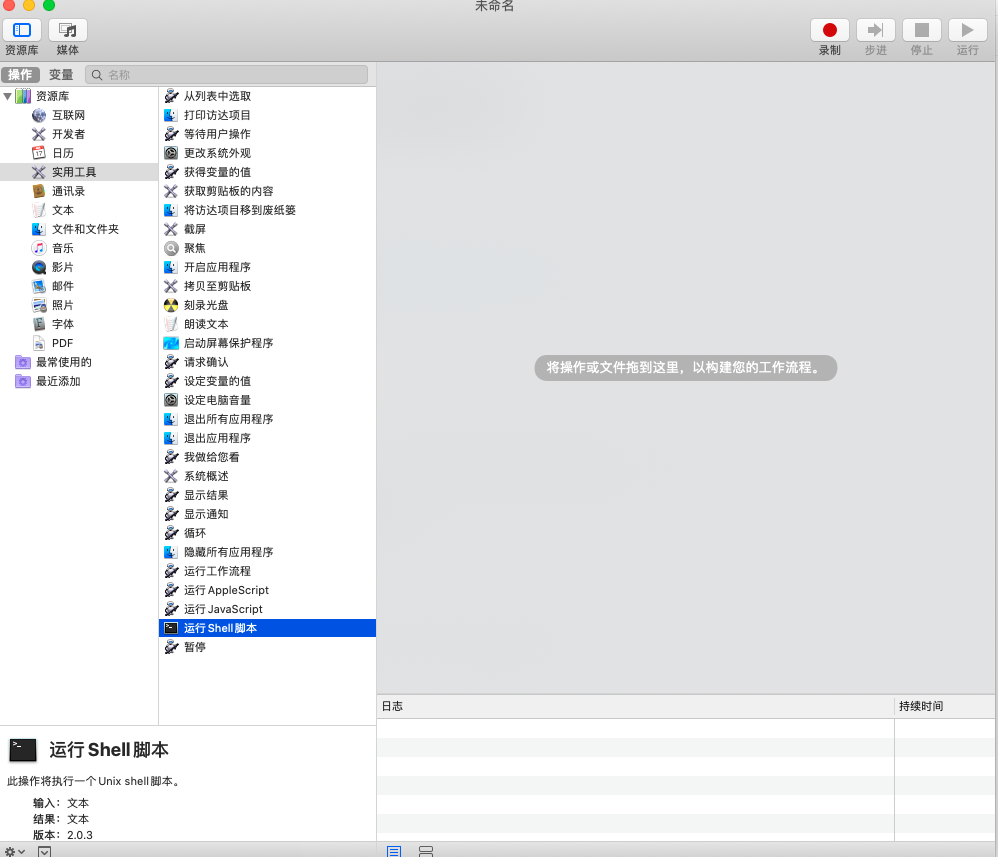 未命名
资源库
媒体
录制
步进
停止
运行
操作
变量
名称
资源库
互联网
开发者
17
日历
实用工具
通讯录
文本
文件和文件夹
音乐
影片
邮件
照片
字体
PDF
最常使用的
最近添加
从列表中选取
打印访达项目
等待用户操作
更改系统外观
获得变量的值
获取剪贴板的内容
将访达项目移到废纸篓
截屏
聚焦
开启应用程序
拷贝至剪贴板
刻录光盘
朗读文本
启动屏幕保护程序
请求确认
设定变量的值
设定电脑音量
退出所有应用程序
退出应用程序
我做给您看
系统概述
显示结果
显示通知
循环
隐藏所有应用程序
运行工作流程
运行 AppleScript
运行 JavaScript
运行 Shell 脚本
暂停
将操作或文件拖到这里，以构建您的工作流程。
日志
持续时间
运行 Shell 脚本
此操作将执行一个 Unix shell 脚本。
输入： 文本
结果： 文本
版本： 2.0.3